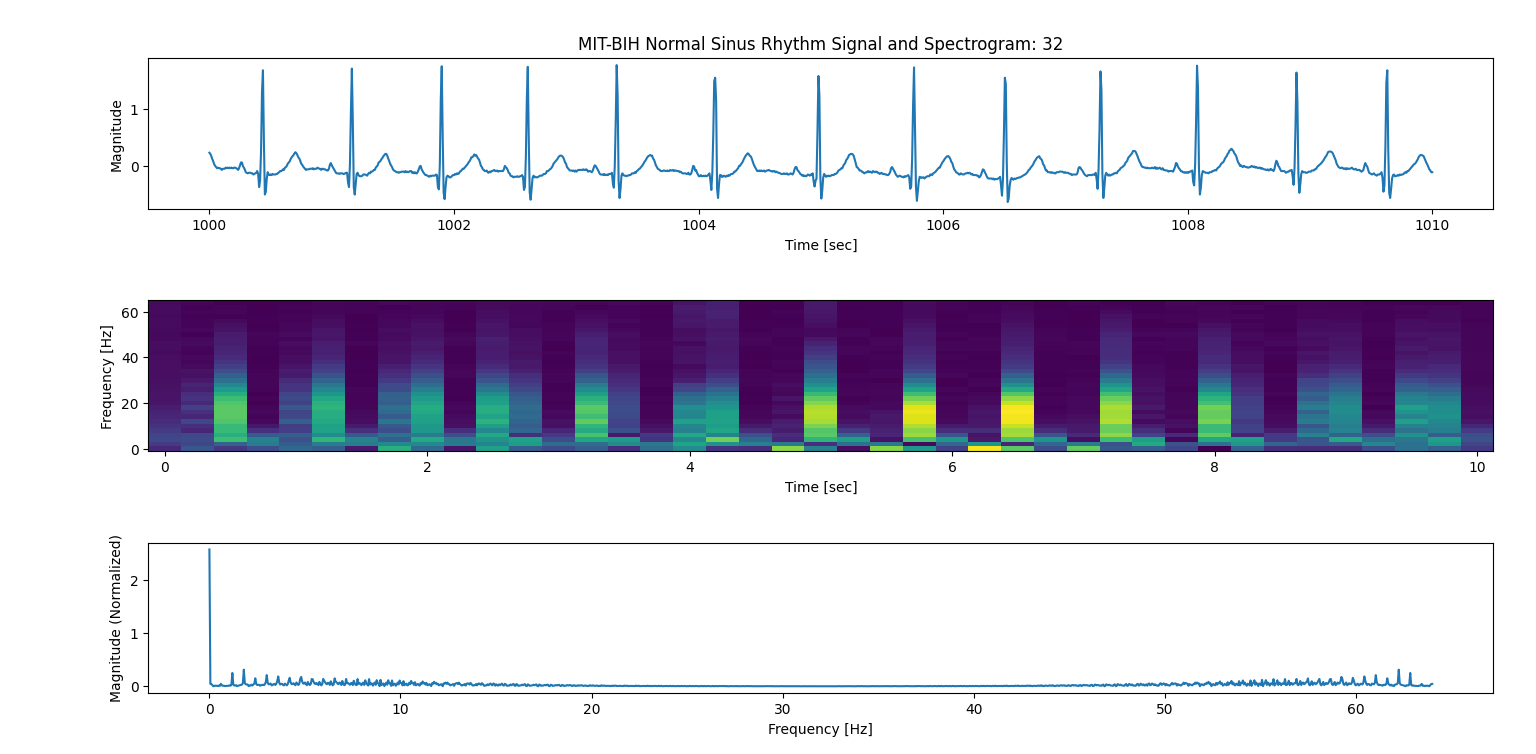 MIT-BIH Normal Sinus Rhythm Signal and Spectrogram: 32
Magnitude
1
0
1000 1002 1004 1006 1008 1010
Time [sec]
Frequency [Hz]
60
40
20
0
0 2 4 6 8 10
Time [sec]
Magnitude (Normalized)
2
1
0
0 10 20 30 40 50 60
Frequency [Hz]